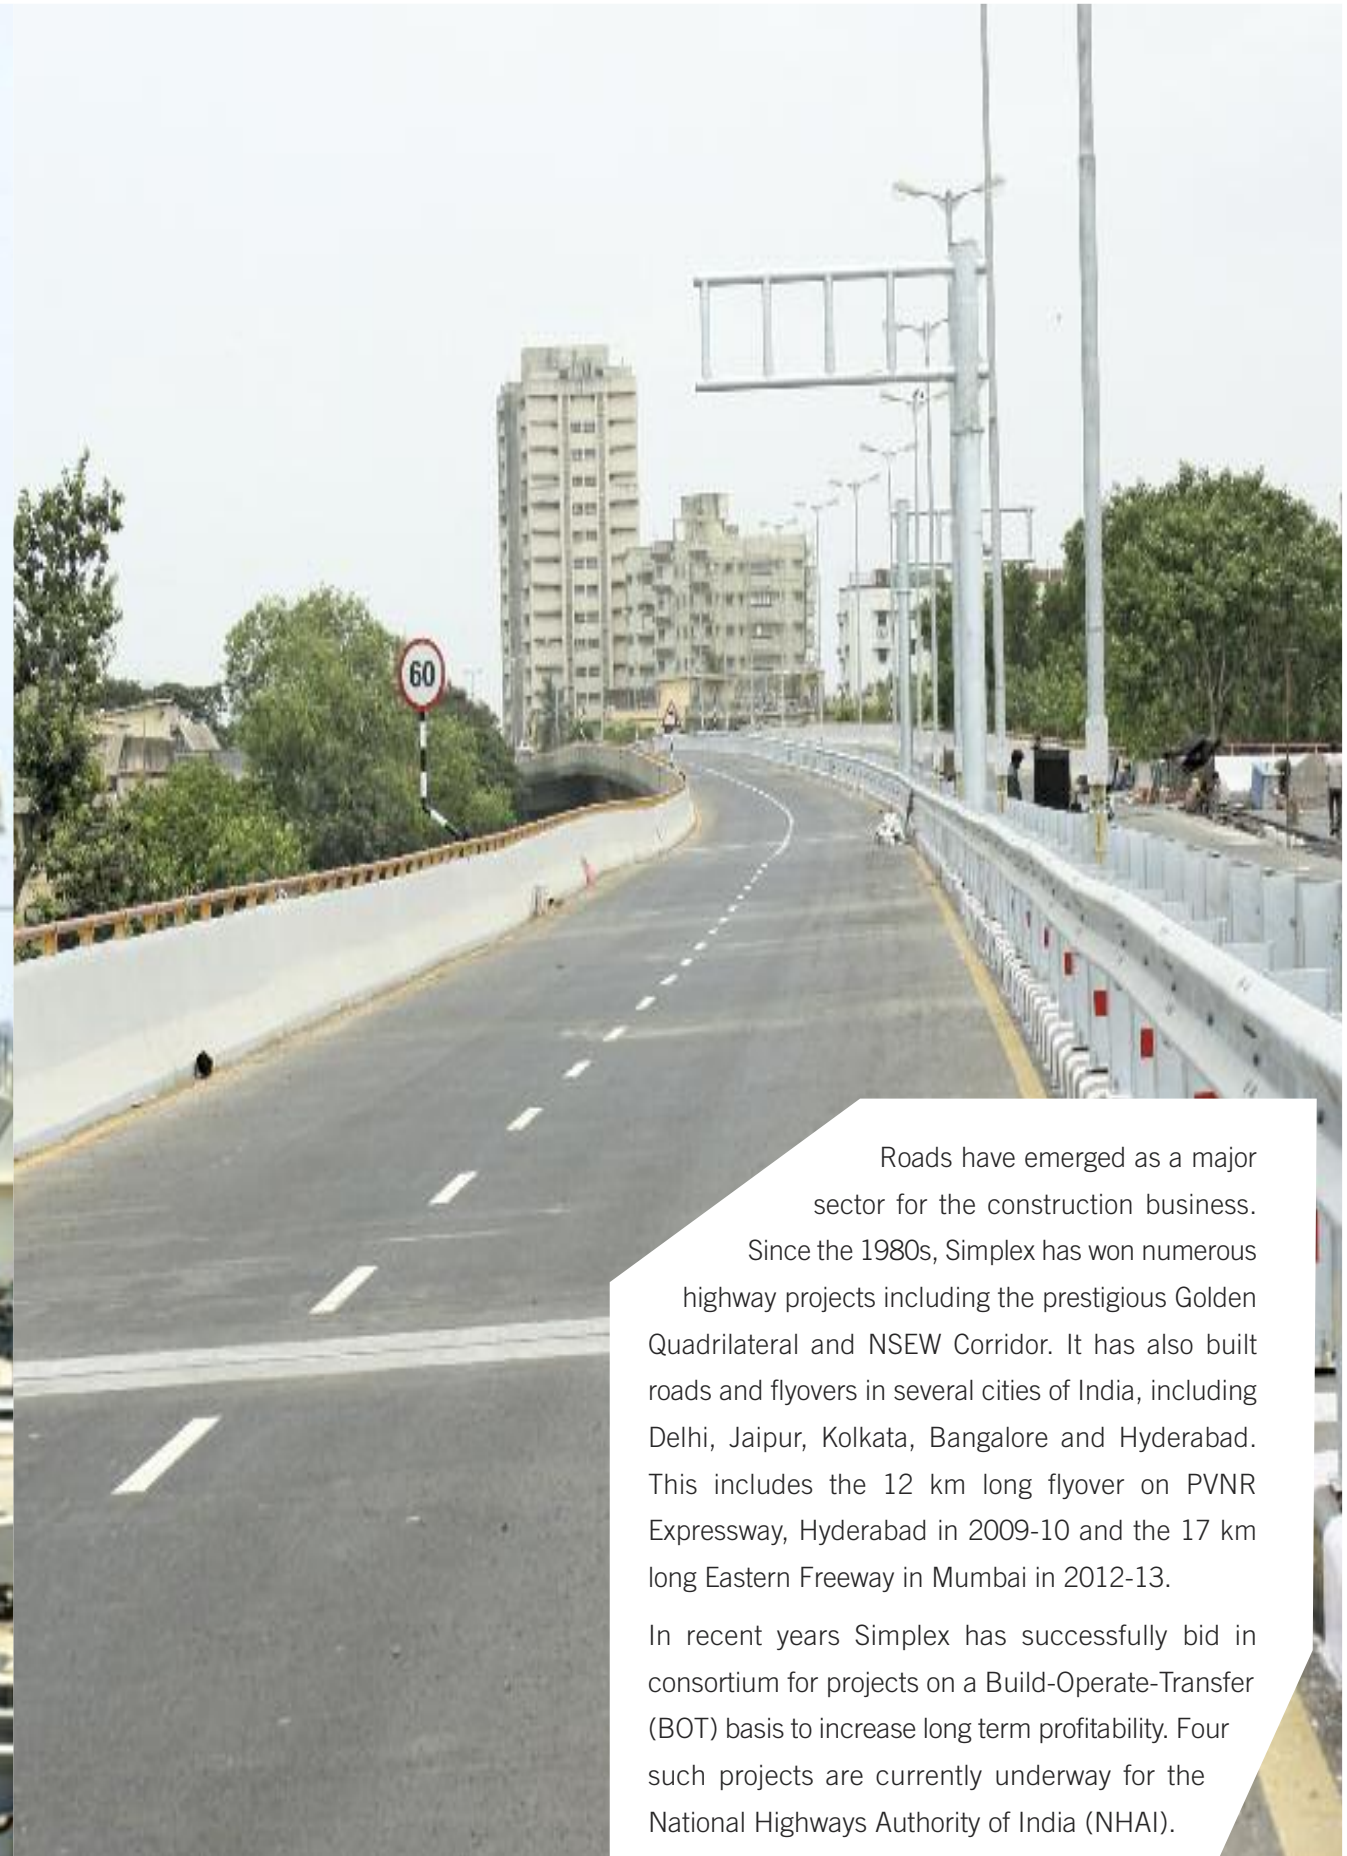 60
Roads have emerged as a major
sector for the construction business.
Since the 1980s, Simplex has won numerous
highway projects including the prestigious Golden
Quadrilateral and NSEW Corridor. It has also built
roads and flyovers in several cities of India, including
Delhi, Jaipur, Kolkata, Bangalore and Hyderabad.
This includes the 12 km long flyover on PVNR
Expressway, Hyderabad in 2009-10 and the 17 km
long Eastern Freeway in Mumbai in 2012-13.
In recent years Simplex has successfully bid in
consortium for projects on a Build-Operate-Transfer
(BOT) basis to increase long term profitability. Four
such projects are currently underway for the
National Highways Authority of India (NHAI).